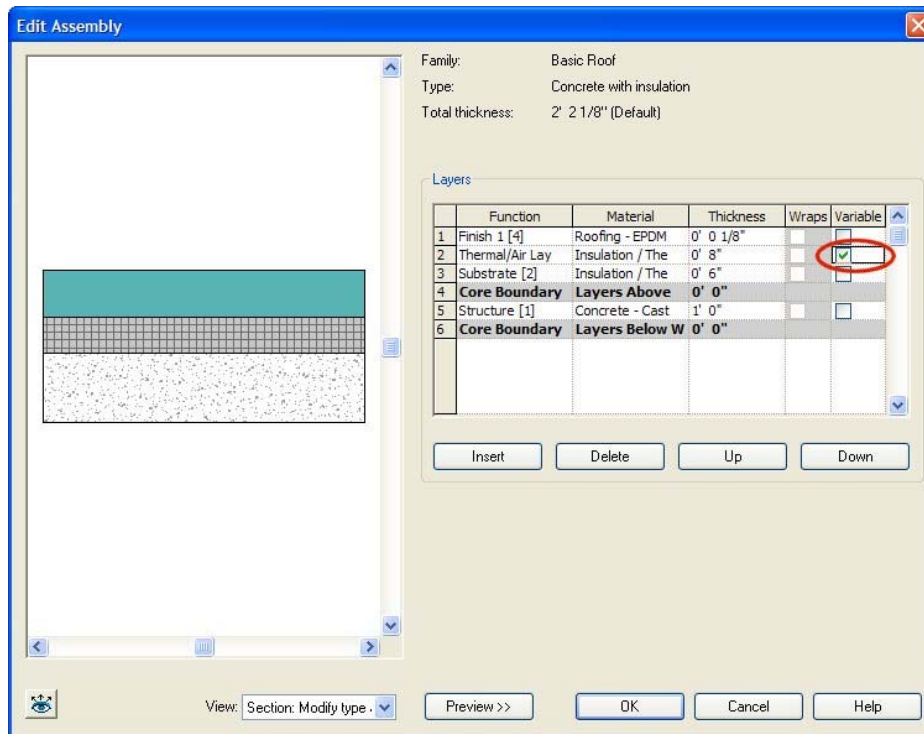 Edit Assembly
Family: Basic Roof
Type: Concrete with insulation
Total thickness: 2' 2 1/8" (Default)
Layers
Function Material Thickness Wraps Variable
1 Finish 1 [4] Roofing - EPDM 0' 0 1/8"
2 Thermal/Air Lay Insulation / The 0' 8"
3 Substrate [2] Insulation / The 0' 6"
4 Core Boundary Layers Above 0' 0"
5 Structure [1] Concrete - Cast 1' 0"
6 Core Boundary Layers Below W 0' 0"
Insert Delete Up Down
View: Section: Modify type Preview >> OK Cancel Help